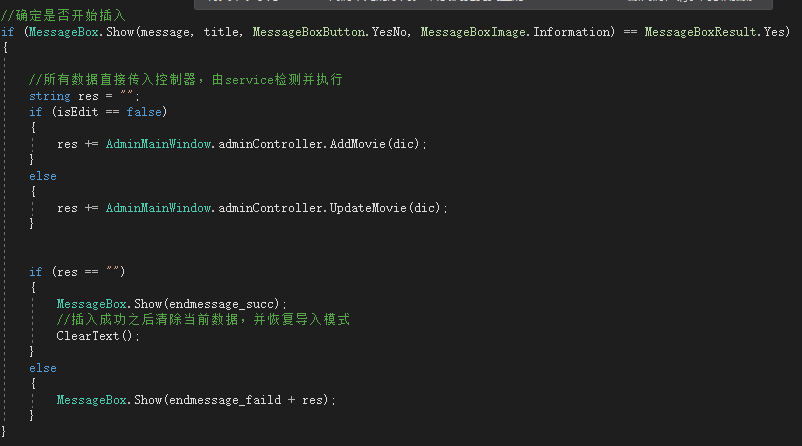 //确定是否开始插入
if (MessageBox.Show(message, title, MessageBoxButton.YesNo, MessageBoxImage.Information) == MessageBoxResult.Yes)
{
//所有数据直接传入控制器，由service检测并执行
string res = "";
if (isEdit == false)
{
res += AdminMainWindow.adminController.AddMovie(dic);
}
else
{
res += AdminMainWindow.adminController.UpdateMovie(dic);
}
if (res == "")
{
MessageBox.Show(endmessage_succ);
//插入成功之后清除当前数据，并恢复导入模式
ClearText();
}
else
{
MessageBox.Show(endmessage_faild + res);
}
}